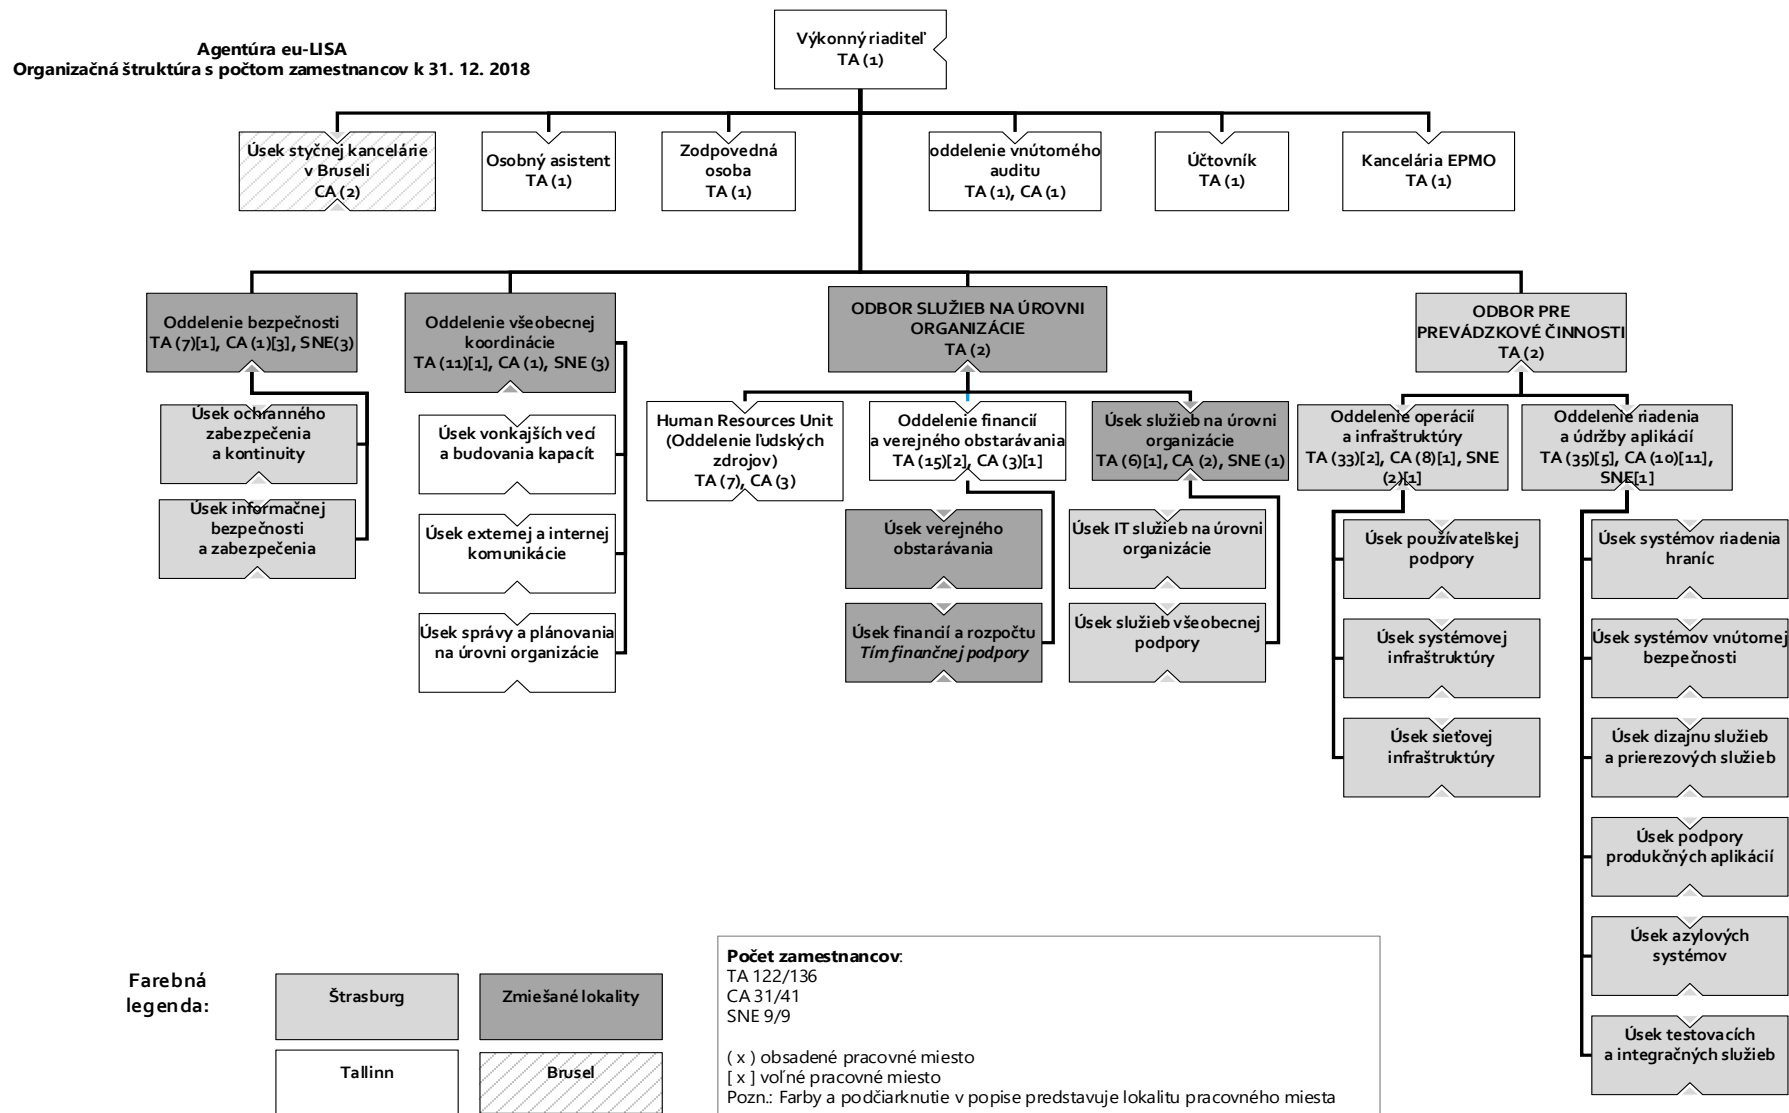 Agentúra eu-LISA
Organizačná štruktúra s počtom zamestnancov k 31. 12. 2018
Výkonný riaditeľ
TA (1)
Úsek styčnej kancelárie
v Bruseli
CA (2)
Osobný asistent
TA (1)
Zodpovedná
osoba
TA (1)
oddelenie vnútorného
auditu
TA (1), CA (1)
Účtovník
TA (1)
Kancelária EPMO
TA (1)
Oddelenie bezpečnosti
TA (7)[1], CA (1)[3], SNE(3)
Oddelenie všeobecnej
koordinácie
TA (11)[1], CA (1), SNE (3)
ODBOR SLUŽIEB NA ÚROVNI
ORGANIZÁCIE
TA (2)
ODBOR PRE
PREVÁDZKOVÉ ČINNOSTI
TA (2)
Úsek ochranného
zabezpečenia
a kontinuity
Úsek informačnej
bezpečnosti
a zabezpečenia
Úsek vonkajších vecí
a budovania kapacít
Úsek externej a internej
komunikácie
Úsek správy a plánovania
na úrovni organizácie
Human Resources Unit
(Oddelenie ľudských
zdrojov)
TA (7), CA (3)
Oddelenie financií
a verejného obstarávania
TA (15)[2], CA (3)[1]
Úsek služieb na úrovni
organizácie
TA (6)[1], CA (2), SNE (1)
Úsek verejného
obstarávania
Úsek financií a rozpočtu
Tím finančnej podpory
Úsek IT služieb na úrovni
organizácie
Úsek služieb všeobecnej
podpory
Oddelenie operácií
a infraštruktúry
TA (33)[2], CA (8)[1], SNE
(2)[1]
Oddelenie riadenia
a údržby aplikácií
TA (35)[5], CA (10)[11],
SNE[1]
Úsek používateľskej
podpory
Úsek systémovej
infraštruktúry
Úsek sieťovej
infraštruktúry
Úsek systémov riadenia
hraníc
Úsek systémov vnútornej
bezpečnosti
Úsek dizajnu služieb
a prierezových služieb
Úsek podpory
produkčných aplikácií
Úsek azylových
systémov
Úsek testovacích
a integračných služieb
Farebná
legenda:
Štrasburg
Zmiešané lokality
Tallinn
Brusel
Počet zamestnancov:
TA 122/136
CA 31/41
SNE 9/9
( x ) obsadené pracovné miesto
[ x ] voľné pracovné miesto
Pozn.: Farby a podčiarknutie v popise predstavuje lokalitu pracovného miesta